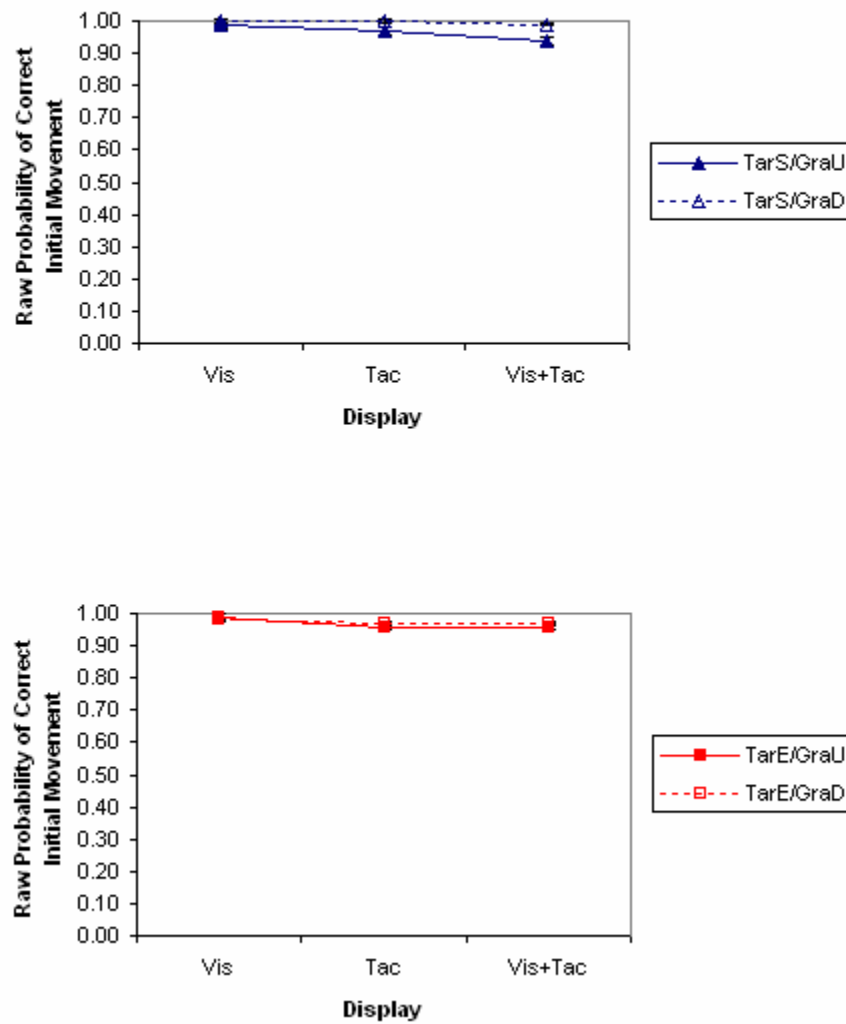 Raw Probability of Correct
Initial Movement
1.00
0.90
0.80
0.70
0.60
0.50
0.40
0.30
0.20
0.10
0.00
Vis Tac Vis+Tac
Display
TarS/GraU
TarS/GraD
Raw Probability of Correct
Initial Movement
1.00
0.90
0.80
0.70
0.60
0.50
0.40
0.30
0.20
0.10
0.00
Vis Tac Vis+Tac
Display
TarE/GraU
TarE/GraD